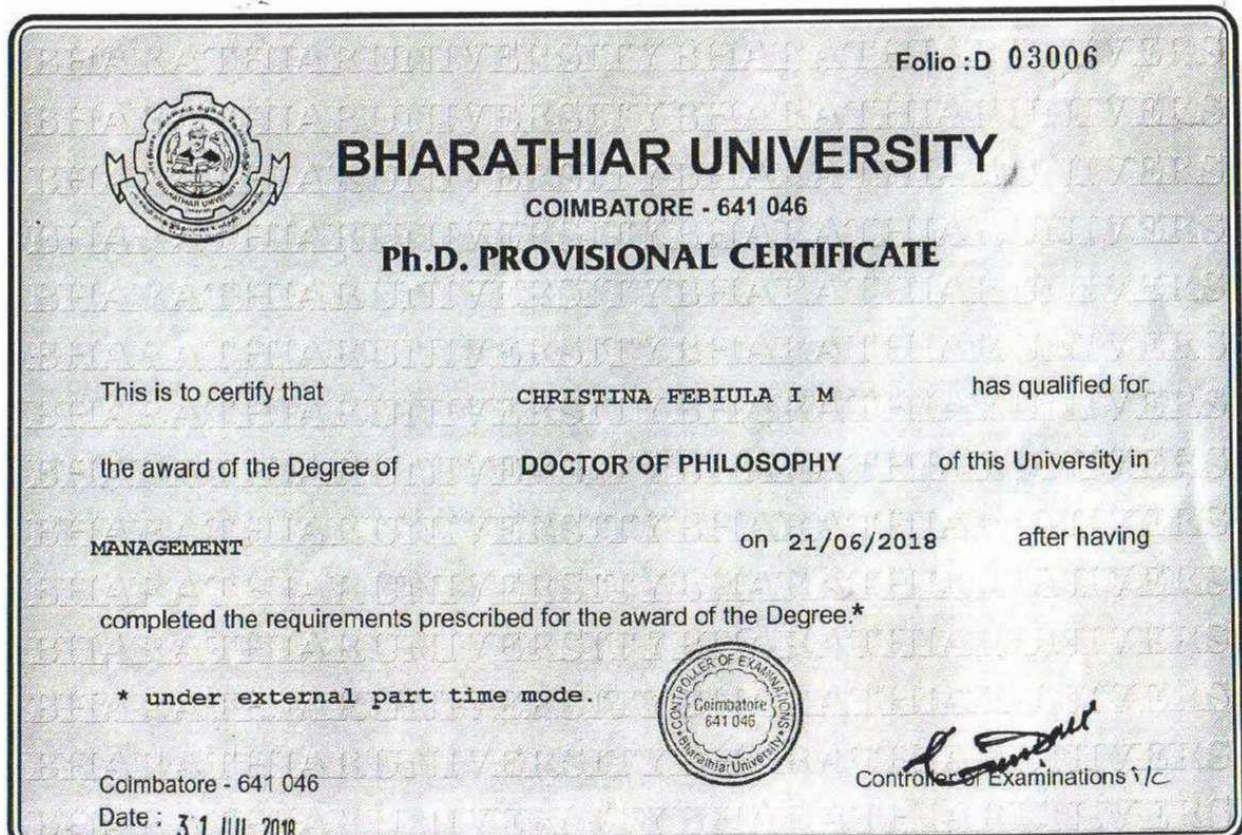 Folio : D 03006
BHARATHIAR UNIVERSITY
COIMBATORE - 641 046
Ph.D. PROVISIONAL CERTIFICATE
This is to certify that CHRISTINA FEBIULA I M has qualified for
the award of the Degree of DOCTOR OF PHILOSOPHY of this University in
MANAGEMENT on 21/06/2018 after having
completed the requirements prescribed for the award of the Degree.*
* under external part time mode.
CONTROLLER OF EXAMINATIONS
Coimbatore
641 046
Bharathiar University
Controller of Examinations i/c
Coimbatore - 641 046
Date : 31 JUL 2018